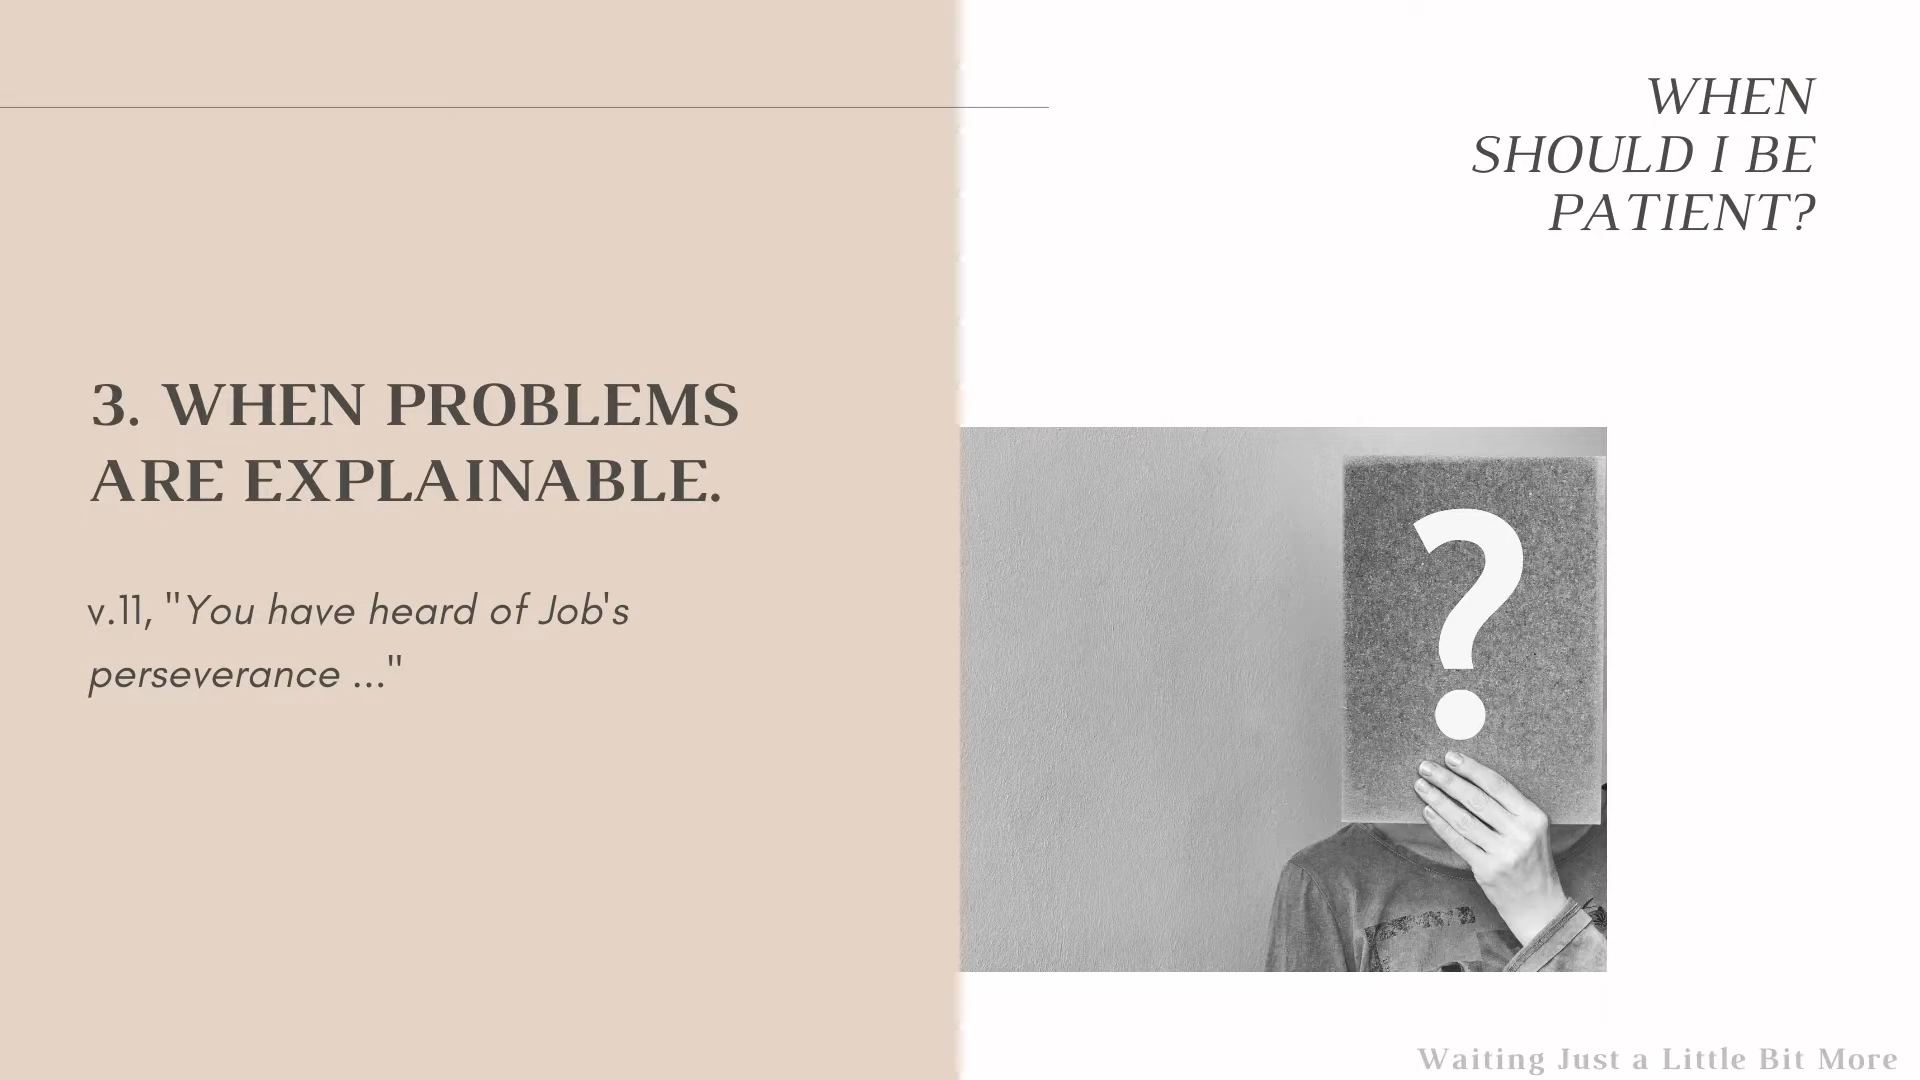 WHEN
SHOULD I BE
PATIENT?
3. WHEN PROBLEMS
ARE EXPLAINABLE.
v.11, "You have heard of Job's
perseverance ..."
?
Waiting Just a Little Bit More